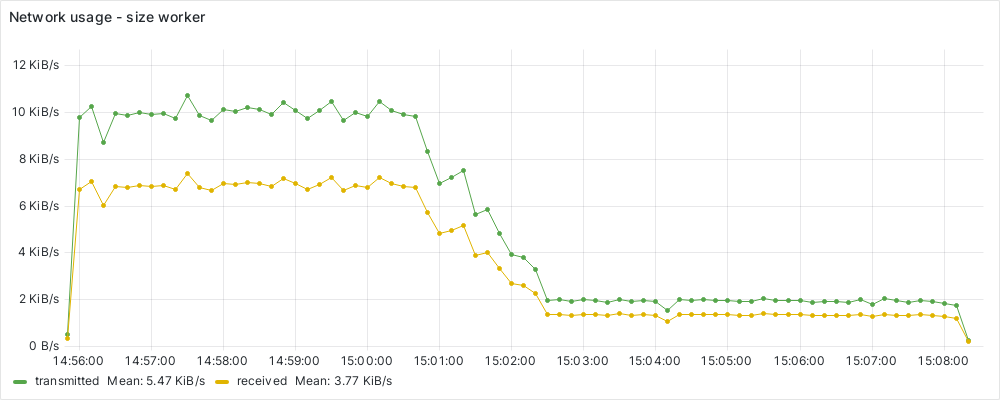 Network usage - size worker
12 KiB/s
10 KiB/s
8 KiB/s
6 KiB/s
4 KiB/s
2 KiB/s
0 B/s
14:56:00 14:57:00 14:58:00 14:59:00 15:00:00 15:01:00 15:02:00 15:03:00 15:04:00 15:05:00 15:06:00 15:07:00 15:08:00
transmitted Mean: 5.47 KiB/s received Mean: 3.77 KiB/s